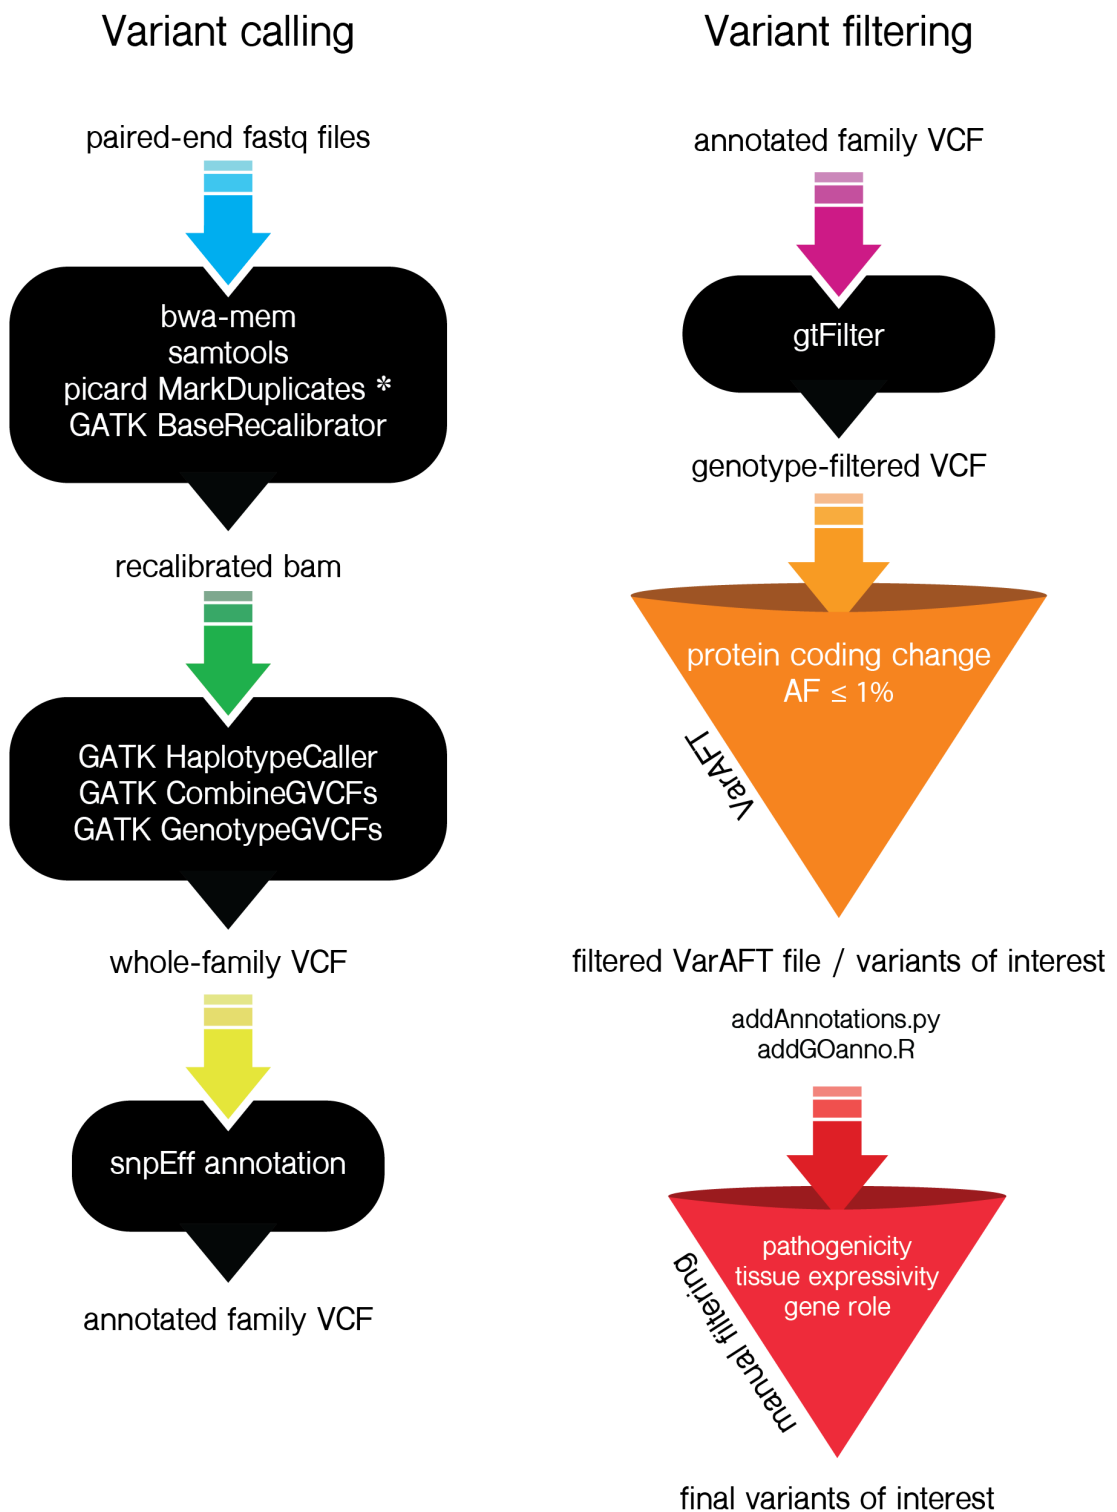 Variant calling
paired-end fastq files
bwa-mem
samtools
picard MarkDuplicates *
GATK BaseRecalibrator
recalibrated bam
GATK HaplotypeCaller
GATK CombineGVCFs
GATK GenotypeGVCFs
whole-family VCF
snpEff annotation
annotated family VCF
Variant filtering
annotated family VCF
gtFilter
genotype-filtered VCF
protein coding change
AF ≤ 1%
VarAFT
filtered VarAFT file / variants of interest
addAnnotations.py
addGOanno.R
pathogenicity
tissue expressivity
gene role
manual filtering
final variants of interest